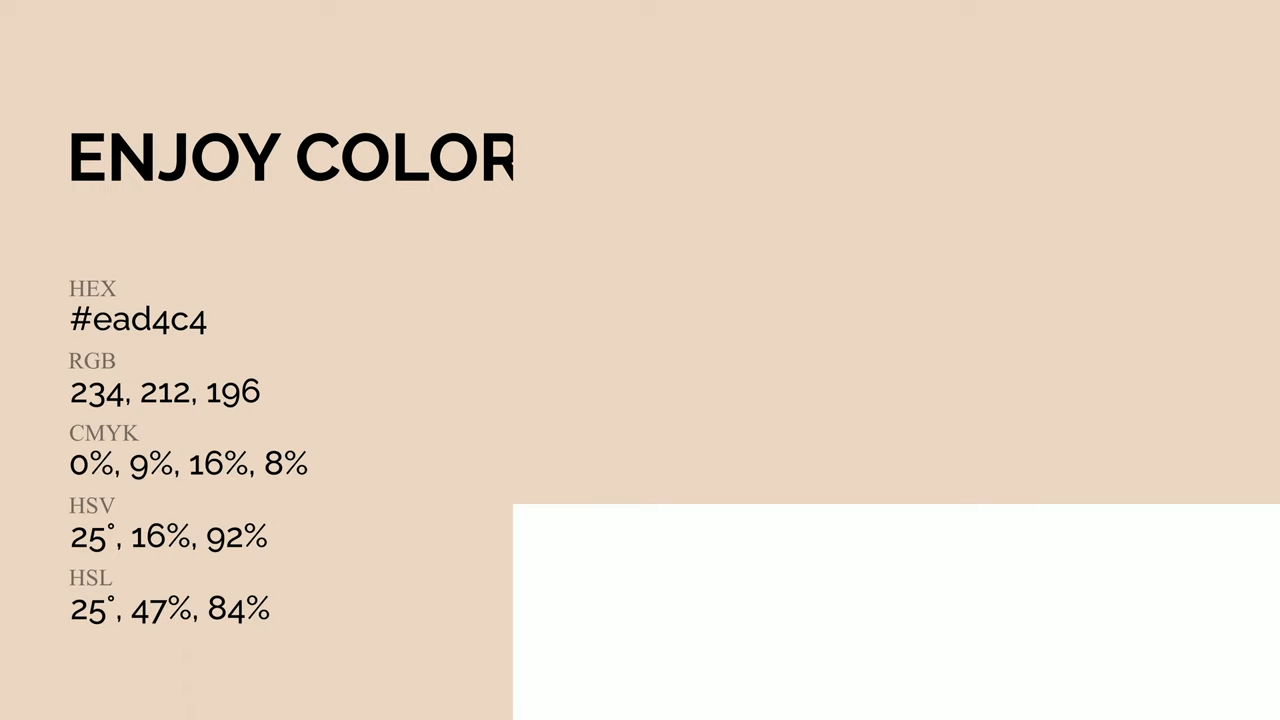 ENJOY COLOR
HEX
#ead4c4
RGB
234, 212, 196
CMYK
0%, 9%, 16%, 8%
HSV
25°, 16%, 92%
HSL
25°, 47%, 84%